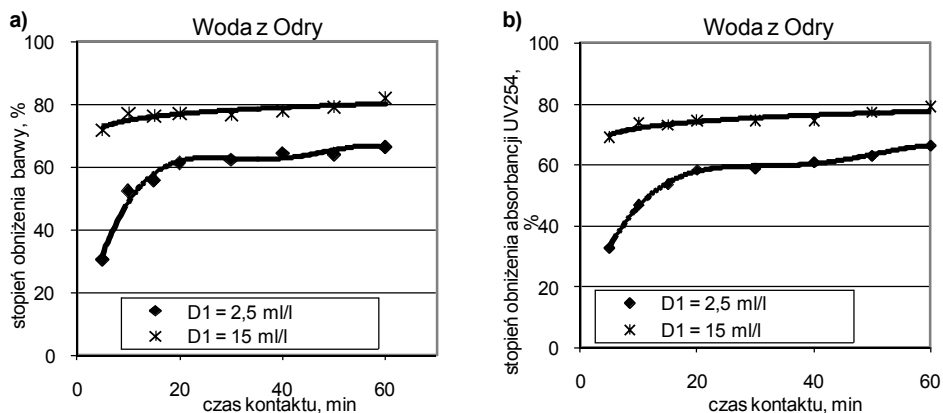 a)
Woda z Odry
stopień obniżenia barwy, %
100
80
60
40
20
0
D1 = 2,5 ml/l
D1 = 15 ml/l
0 20 40 60
czas kontaktu, min
b)
Woda z Odry
stopień obniżenia absorbancji UV254,
%
100
80
60
40
20
0
D1 = 2,5 ml/l
D1 = 15 ml/l
0 20 40 60
czas kontaktu, min